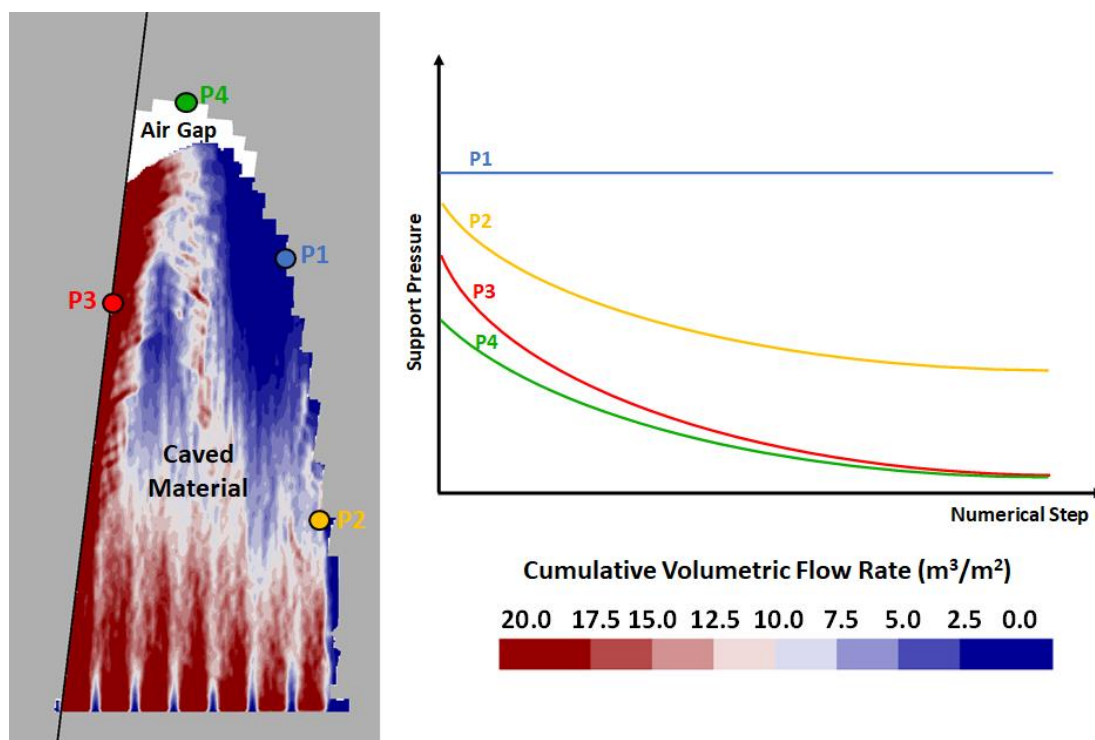 P4
Air Gap
P1
P3
Caved
Material
P2
Support Pressure
P1
P2
P3
P4
Numerical Step
Cumulative Volumetric Flow Rate (m³/m²)
20.0 17.5 15.0 12.5 10.0 7.5 5.0 2.5 0.0